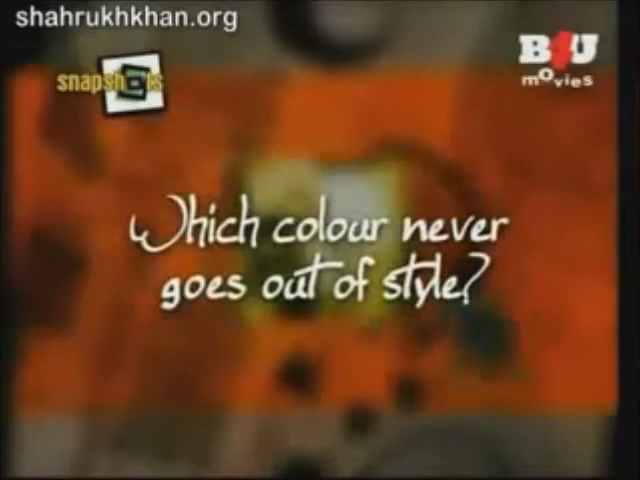 shahrukhkhan.org
B4U
movies
snapshots
Which colour never
goes out of style?